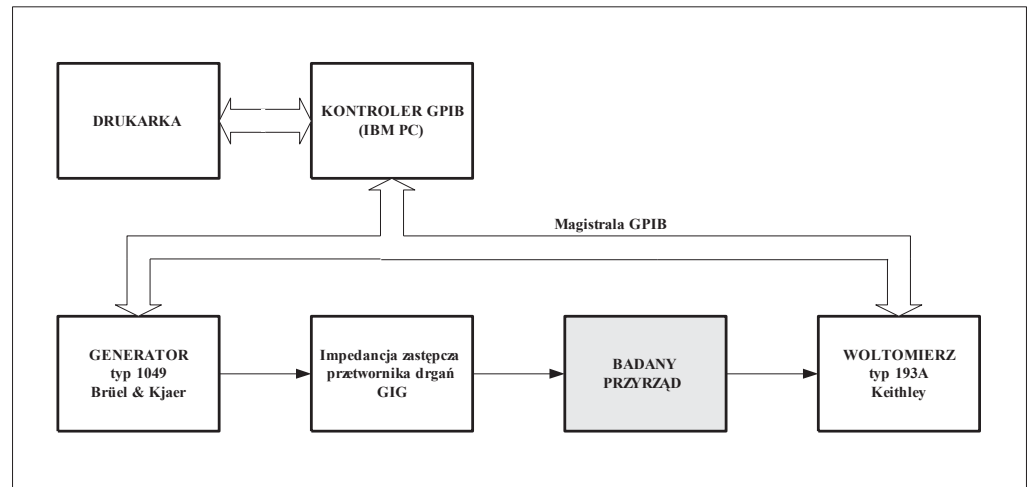 DRUKARKA
KONTROLER GPIB
(IBM PC)
Magistrala GPIB
GENERATOR
typ 1049
Brüel & Kjaer
Impedancja zastępcza
przetwornika drgań
GIG
BADANY
PRZYRZĄD
WOLTOMIERZ
typ 193A
Keithley